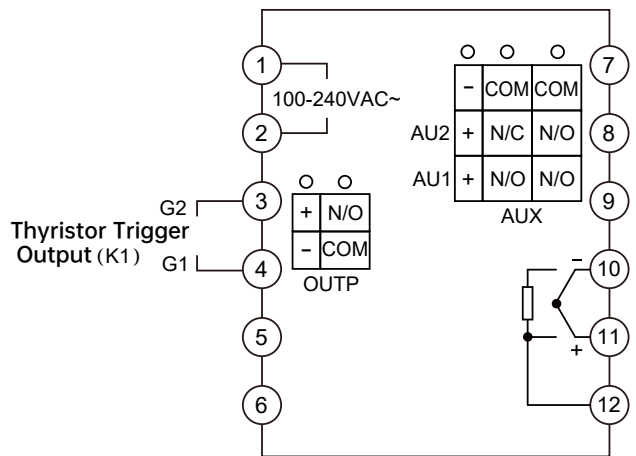 1
100-240VAC~
2
3
G2
Thyristor Trigger
Output (K1)
G1
4
+ N/O
- COM
OUTP
5
6
- COM COM
AU2 + N/C N/O
AU1 + N/O N/O
AUX
7
8
9
10
-
11
+
12